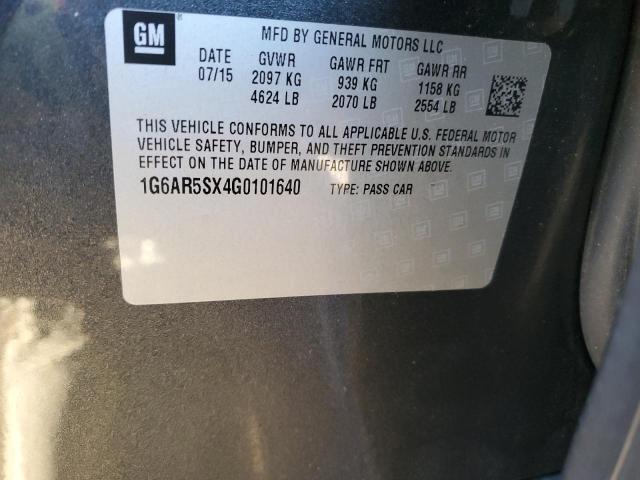 GM
MFD BY GENERAL MOTORS LLC
DATE GVWR GAWR FRT GAWR RR
07/15 2097 KG 939 KG 1158 KG
4624 LB 2070 LB 2554 LB
THIS VEHICLE CONFORMS TO ALL APPLICABLE U.S. FEDERAL MOTOR
VEHICLE SAFETY, BUMPER, AND THEFT PREVENTION STANDARDS IN
EFFECT ON THE DATE OF MANUFACTURE SHOWN ABOVE.
1G6AR5SX4G0101640 TYPE: PASS CAR